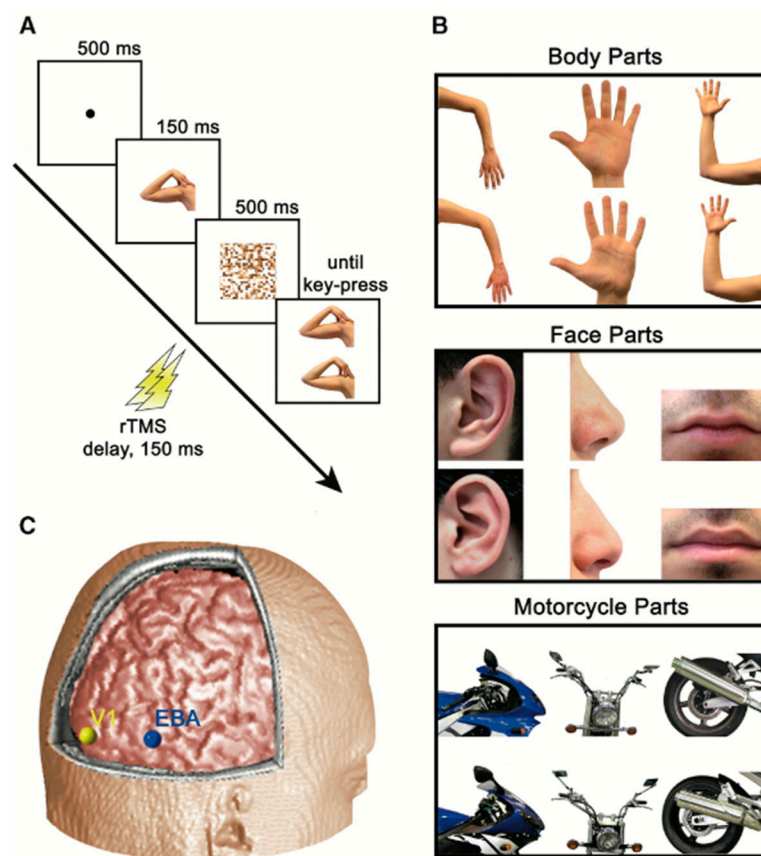 A
500 ms
150 ms
500 ms
until
key-press
rTMS
delay, 150 ms
B
Body Parts
Face Parts
Motorcycle Parts
C
V1
EBA